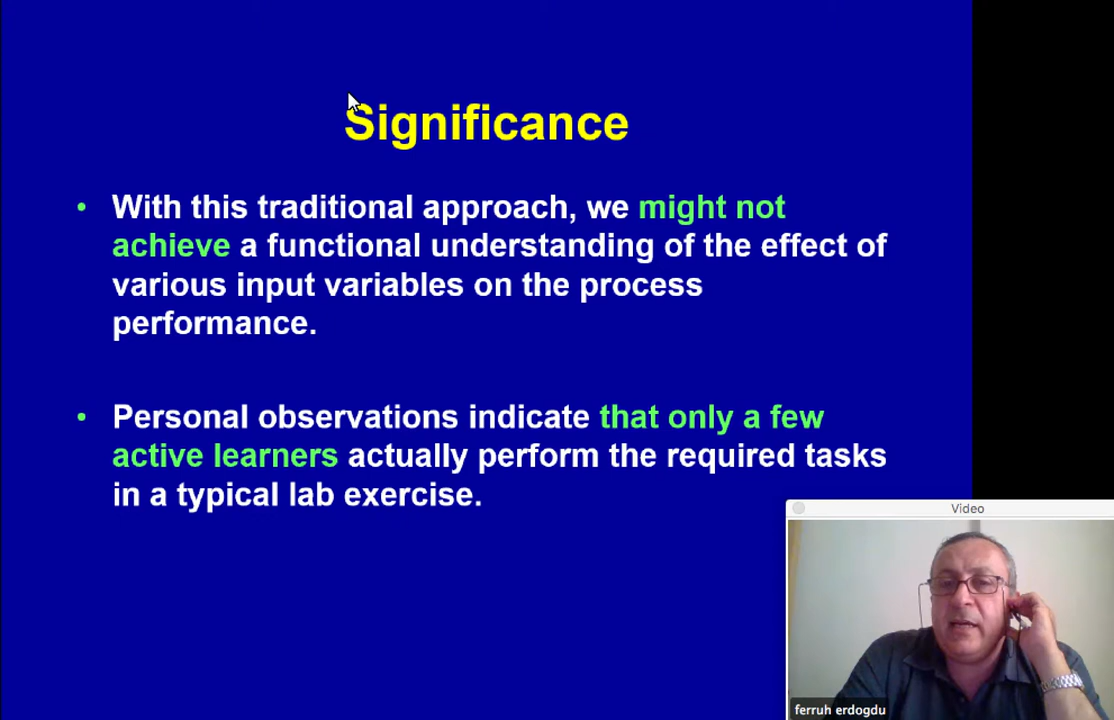 Significance
• With this traditional approach, we might not
achieve a functional understanding of the effect of
various input variables on the process
performance.
• Personal observations indicate that only a few
active learners actually perform the required tasks
in a typical lab exercise.
Video
ferruh erdogdu